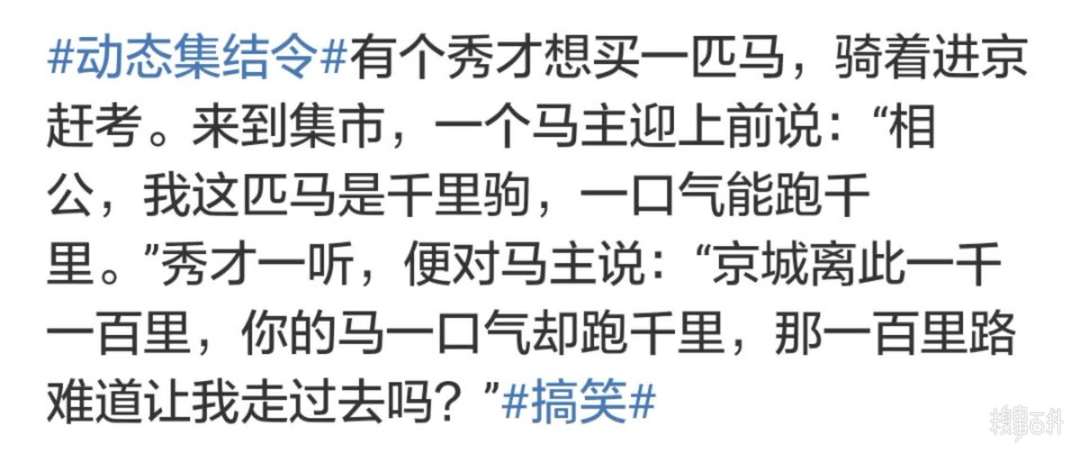 #动态集结令#有个秀才想买一匹马，骑着进京
赶考。来到集市，一个马主迎上前说：“相
公，我这匹马是千里驹，一口气能跑千
里。”秀才一听，便对马主说：“京城离此一千
一百里，你的马一口气却跑千里，那一百里路
难道让我走过去吗？”#搞笑#